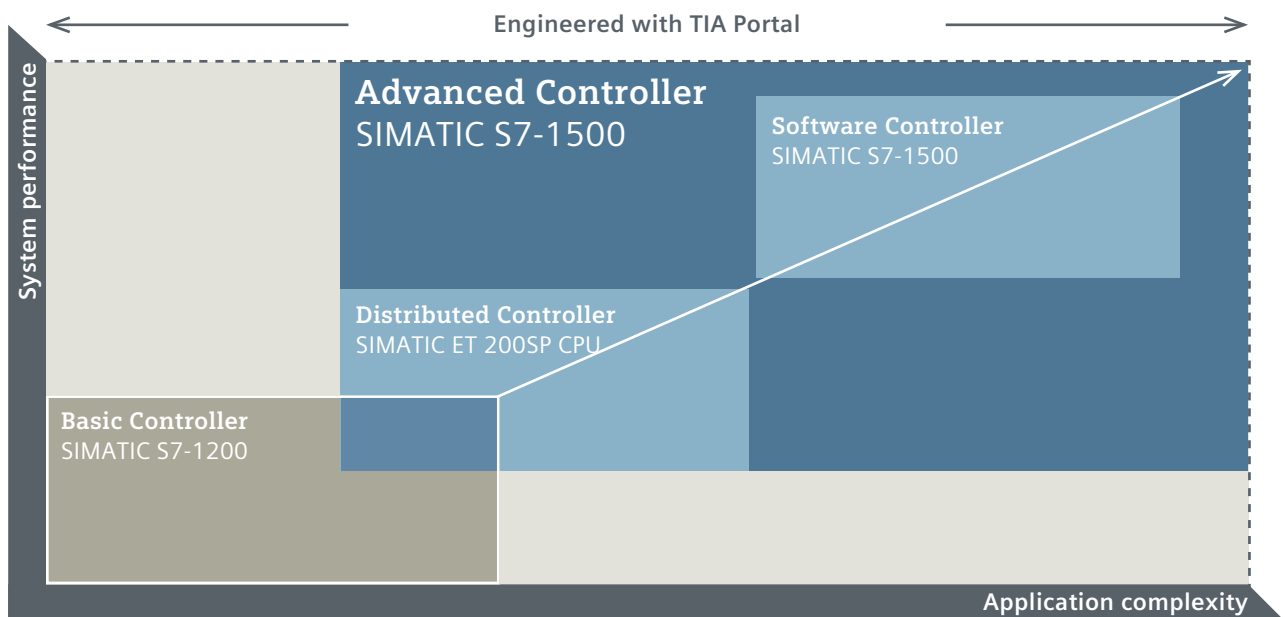 Engineered with TIA Portal
System performance
Advanced Controller
SIMATIC S7-1500
Software Controller
SIMATIC S7-1500
Distributed Controller
SIMATIC ET 200SP CPU
Basic Controller
SIMATIC S7-1200
Application complexity